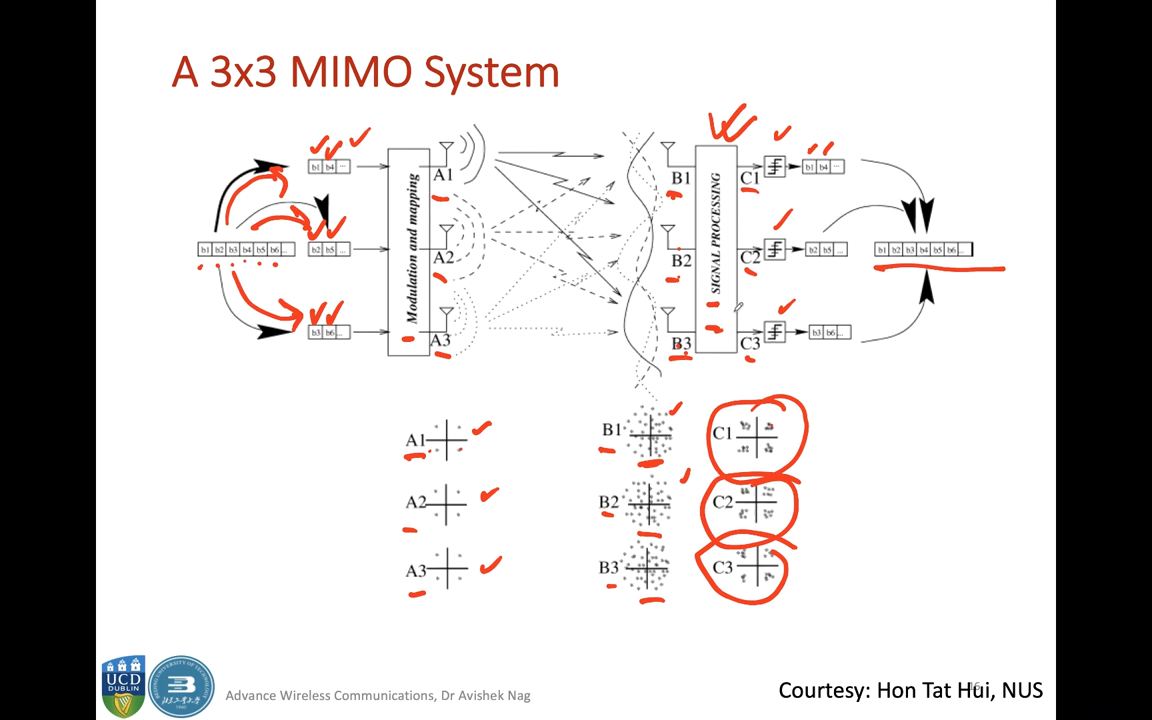 A 3x3 MIMO System
b1 b4 ...
b1 b2 b3 b4 b5 b6...
b2 b5 ...
b3 b6...
Modulation and mapping
A1
A2
A3
B1
B2
B3
SIGNAL PROCESSING
C1
C2
C3
b1 b4 ...
b2 b5 ...
b3 b6...
b1 b2 b3 b4 b5 b6...
A1
B1
C1
A2
B2
C2
A3
B3
C3
UCD
DUBLIN
Advance Wireless Communications, Dr Avishek Nag
Courtesy: Hon Tat Hui, NUS